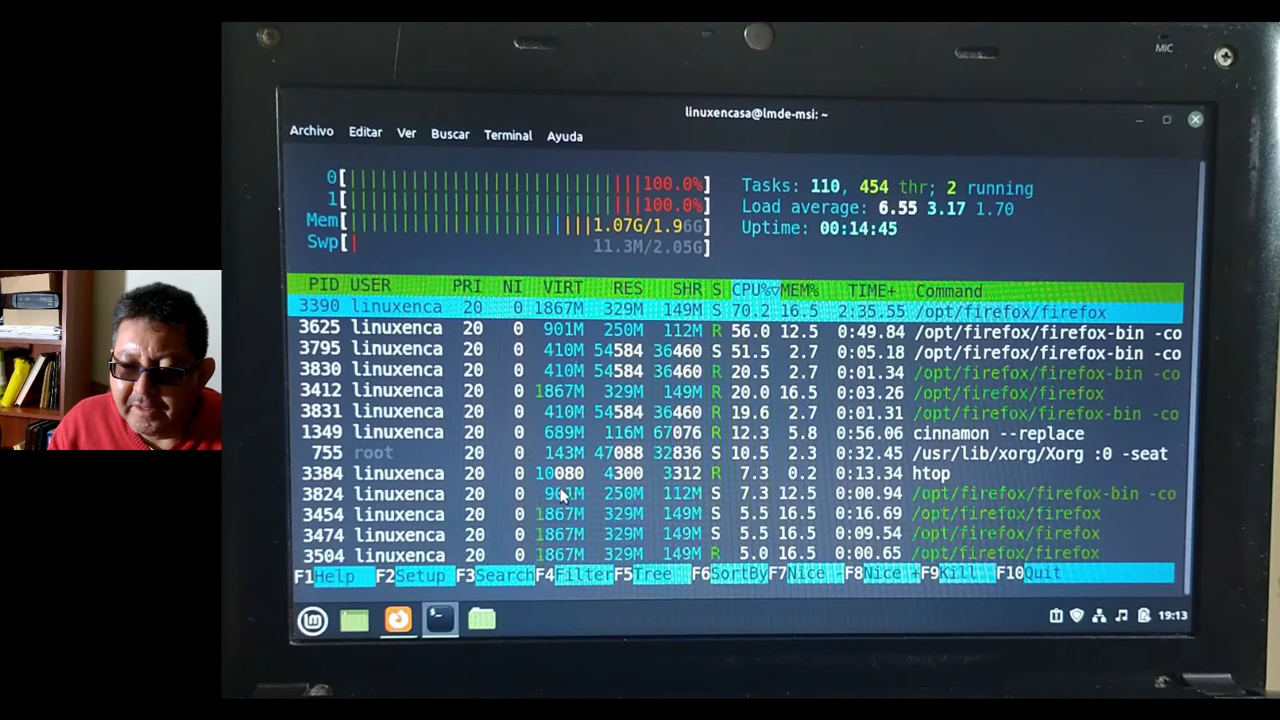 MIC
linuxencasa@lmde-msi: ~
Archivo Editar Ver Buscar Terminal Ayuda
0[||||||||||||||||||||||||||||100.0%] Tasks: 110, 454 thr; 2 running
1[||||||||||||||||||||||||||||100.0%] Load average: 6.55 3.17 1.70
Mem[||||||||||||||||||||||||1.07G/1.96G] Uptime: 00:14:45
Swp[| 11.3M/2.05G]
PID USER PRI NI VIRT RES SHR S CPU%▽MEM% TIME+ Command
3390 linuxenca 20 0 1867M 329M 149M S 70.2 16.5 2:35.55 /opt/firefox/firefox
3625 linuxenca 20 0 901M 250M 112M R 56.0 12.5 0:49.84 /opt/firefox/firefox-bin -co
3795 linuxenca 20 0 410M 54584 36460 S 51.5 2.7 0:05.18 /opt/firefox/firefox-bin -co
3830 linuxenca 20 0 410M 54584 36460 R 20.5 2.7 0:01.34 /opt/firefox/firefox-bin -co
3412 linuxenca 20 0 1867M 329M 149M R 20.0 16.5 0:03.26 /opt/firefox/firefox
3831 linuxenca 20 0 410M 54584 36460 R 19.6 2.7 0:01.31 /opt/firefox/firefox-bin -co
1349 linuxenca 20 0 689M 116M 67076 R 12.3 5.8 0:56.06 cinnamon --replace
755 root 20 0 143M 47088 32836 S 10.5 2.3 0:32.45 /usr/lib/xorg/Xorg :0 -seat
3384 linuxenca 20 0 10080 4300 3312 R 7.3 0.2 0:13.34 htop
3824 linuxenca 20 0 901M 250M 112M S 7.3 12.5 0:00.94 /opt/firefox/firefox-bin -co
3454 linuxenca 20 0 1867M 329M 149M S 5.5 16.5 0:16.69 /opt/firefox/firefox
3474 linuxenca 20 0 1867M 329M 149M S 5.5 16.5 0:09.54 /opt/firefox/firefox
3504 linuxenca 20 0 1867M 329M 149M R 5.0 16.5 0:00.65 /opt/firefox/firefox
F1Help F2Setup F3Search F4Filter F5Tree F6SortBy F7Nice - F8Nice + F9Kill F10Quit
19:13